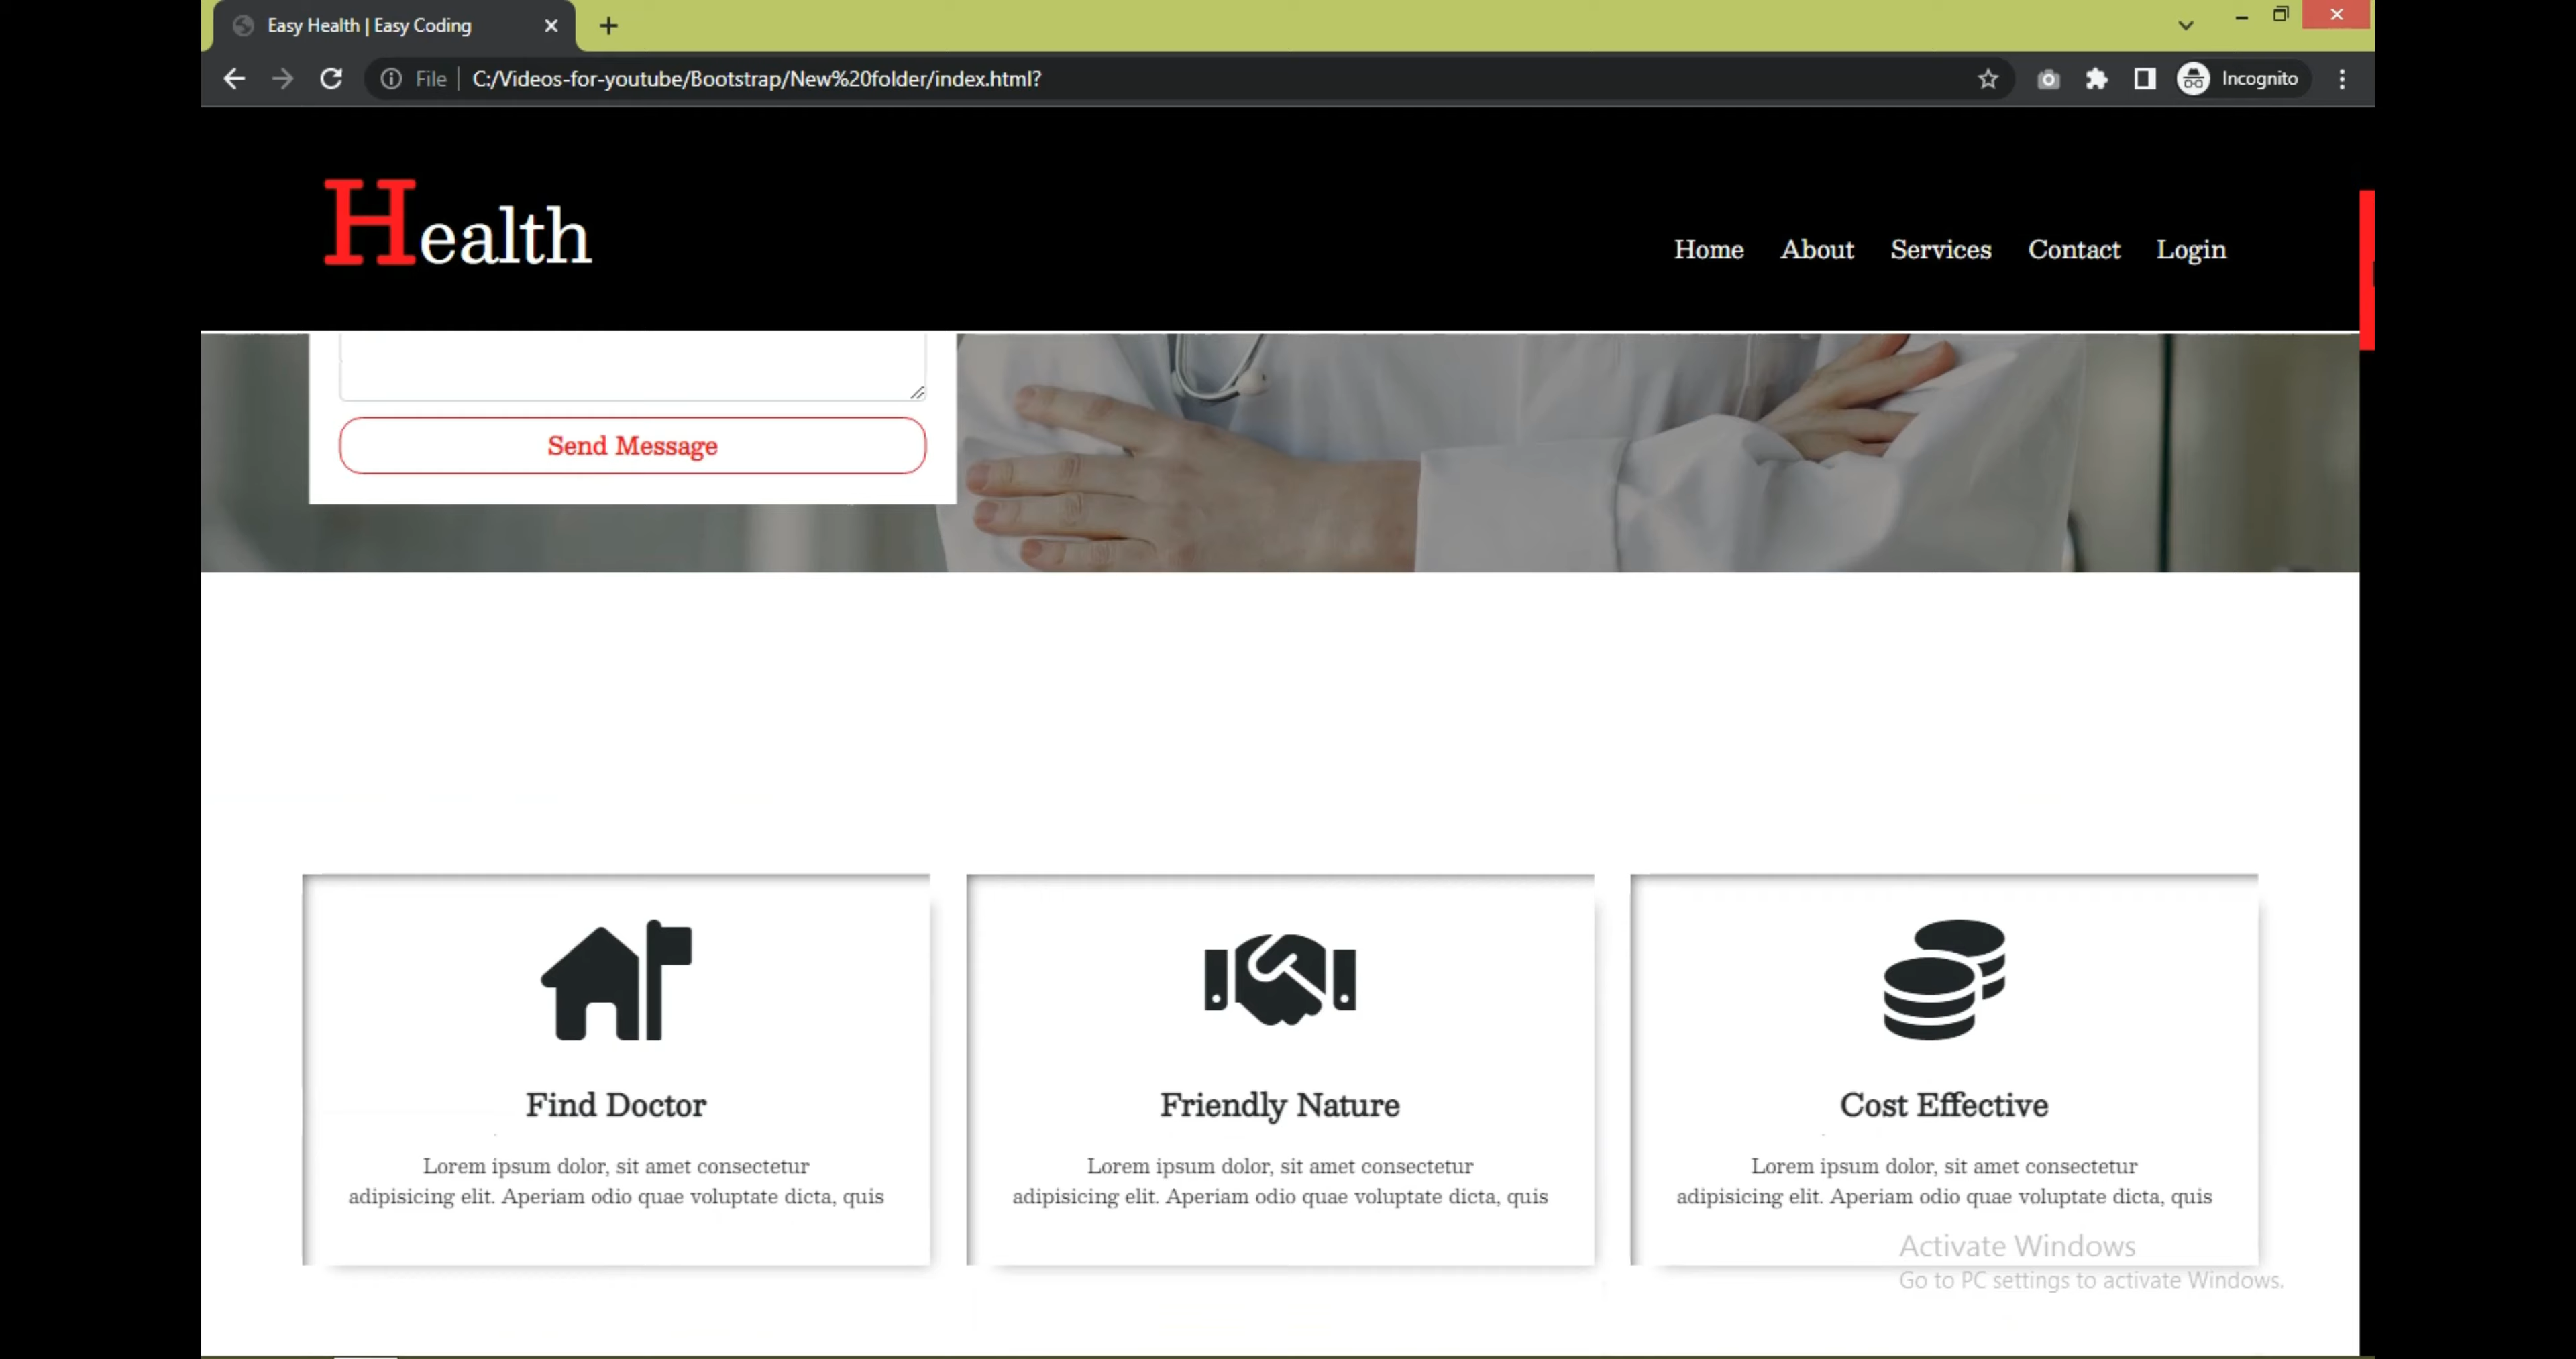 Easy Health | Easy Coding
File
C:/Videos-for-youtube/Bootstrap/New%20folder/index.html?
Incognito
Health
Home About Services Contact Login
Send Message
Find Doctor
Lorem ipsum dolor, sit amet consectetur
adipisicing elit. Aperiam odio quae voluptate dicta, quis
Friendly Nature
Lorem ipsum dolor, sit amet consectetur
adipisicing elit. Aperiam odio quae voluptate dicta, quis
Cost Effective
Lorem ipsum dolor, sit amet consectetur
adipisicing elit. Aperiam odio quae voluptate dicta, quis
Activate Windows
Go to PC settings to activate Windows.